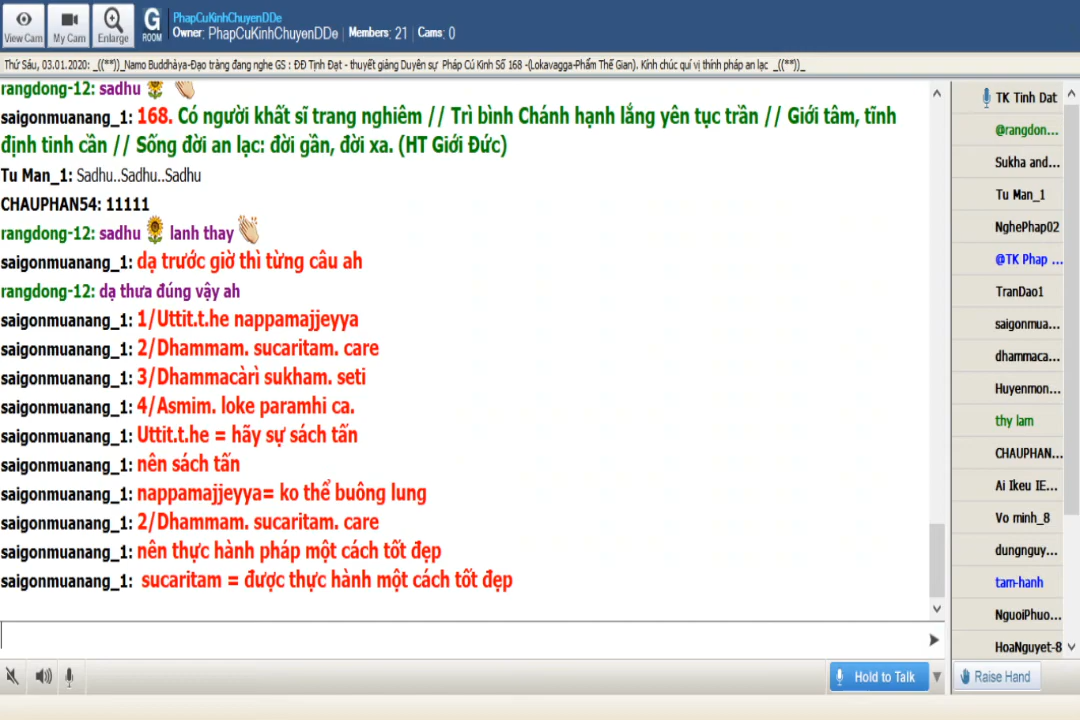 View Cam
My Cam
Enlarge
G
ROOM
PhapCuKinhChuyenDDe
Owner: PhapCuKinhChuyenDDe | Members: 21 | Cams: 0
Thứ Sáu, 03.01.2020: _((**))_Namo Buddhàya-Đạo tràng đang nghe GS : ĐĐ Tịnh Đạt - thuyết giảng Duyên sự Pháp Cú Kinh Số 168 -(Lokavagga-Phẩm Thế Gian). Kính chúc quí vị thính pháp an lạc _((**))_
rangdong-12: sadhu
saigonmuanang_1: 168. Có người khất sĩ trang nghiêm // Trì bình Chánh hạnh lắng yên tục trần // Giới tâm, tĩnh
định tinh cần // Sống đời an lạc: đời gần, đời xa. (HT Giới Đức)
Tu Man_1: Sadhu..Sadhu..Sadhu
CHAUPHAN54: 11111
rangdong-12: sadhu lanh thay
saigonmuanang_1: dạ trước giờ thì từng câu ah
rangdong-12: dạ thưa đúng vậy ah
saigonmuanang_1: 1/Uttit.t.he nappamajjeyya
saigonmuanang_1: 2/Dhammam. sucaritam. care
saigonmuanang_1: 3/Dhammacàrì sukham. seti
saigonmuanang_1: 4/Asmim. loke paramhi ca.
saigonmuanang_1: Uttit.t.he = hãy sự sách tấn
saigonmuanang_1: nên sách tấn
saigonmuanang_1: nappamajjeyya= ko thể buông lung
saigonmuanang_1: 2/Dhammam. sucaritam. care
saigonmuanang_1: nên thực hành pháp một cách tốt đẹp
saigonmuanang_1: sucaritam = được thực hành một cách tốt đẹp
Hold to Talk
TK Tinh Dat
@rangdon...
Sukha and...
Tu Man_1
NghePhap02
@TK Phap ...
TranDao1
saigonmua...
dhammaca...
Huyenmon...
thy lam
CHAUPHAN...
Ai Ikeu IE...
Vo minh_8
dungnguy...
tam-hanh
NguoiPhuo...
HoaNguyet-8
Raise Hand